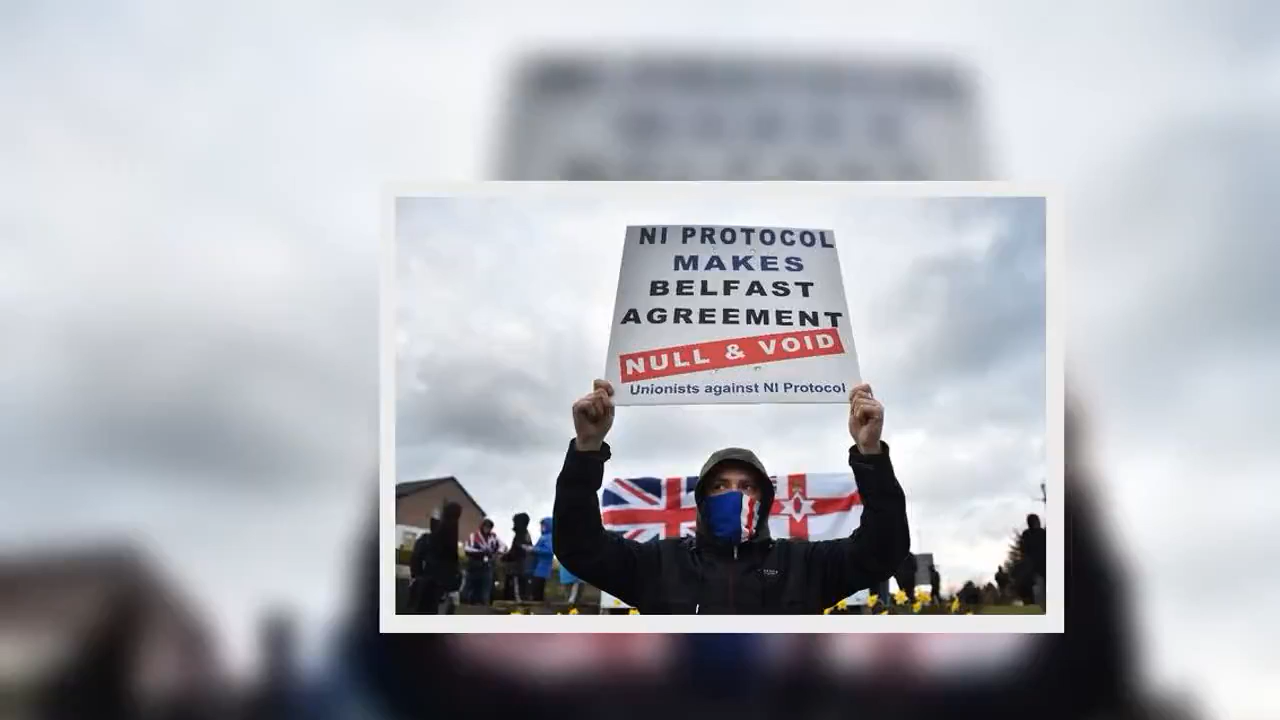 NI PROTOCOL
MAKES
BELFAST
AGREEMENT
NULL & VOID
Unionists against NI Protocol